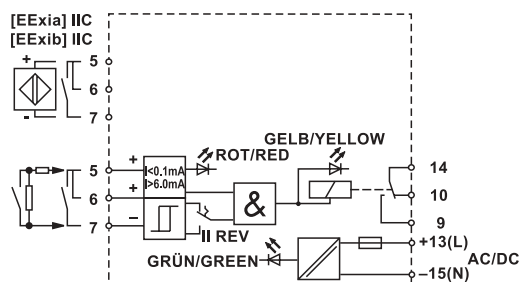 [EExia] IIC
[EExib] IIC
+
5
6
-
7
GELB/YELLOW
ROT/RED
5
+
I<0.1mA
I>6.0mA
14
6
+
&
10
7
–
II REV
9
+13(L)
GRÜN/GREEN
AC/DC
–15(N)